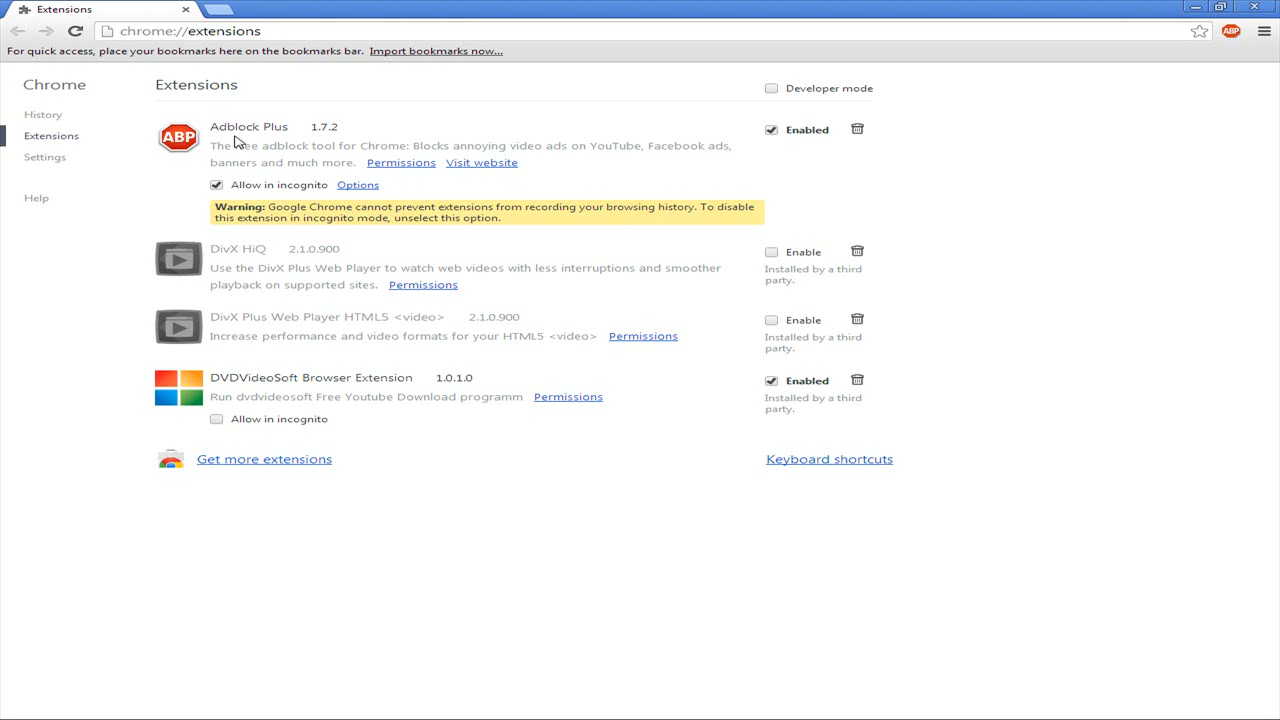 Extensions
chrome://extensions
ABP
For quick access, place your bookmarks here on the bookmarks bar. Import bookmarks now...
Chrome
Extensions
Developer mode
History
Extensions
Settings
Help
ABP
Adblock Plus 1.7.2
Enabled
The free adblock tool for Chrome: Blocks annoying video ads on YouTube, Facebook ads,
banners and much more. Permissions Visit website
Allow in incognito Options
Warning: Google Chrome cannot prevent extensions from recording your browsing history. To disable
this extension in incognito mode, unselect this option.
DivX HiQ 2.1.0.900
Enable
Use the DivX Plus Web Player to watch web videos with less interruptions and smoother
playback on supported sites. Permissions
Installed by a third
party.
DivX Plus Web Player HTML5 <video> 2.1.0.900
Enable
Increase performance and video formats for your HTML5 <video> Permissions
Installed by a third
party.
DVDVideoSoft Browser Extension 1.0.1.0
Enabled
Run dvdvideosoft Free Youtube Download programm Permissions
Installed by a third
party.
Allow in incognito
Get more extensions
Keyboard shortcuts